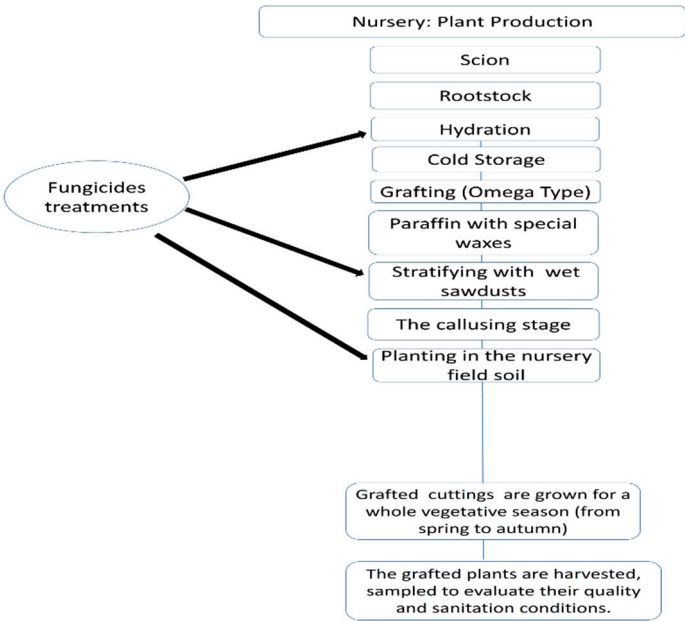 Nursery: Plant Production
Scion
Rootstock
Hydration
Cold Storage
Fungicides
treatments
Grafting (Omega Type)
Paraffin with special
waxes
Stratifying with wet
sawdusts
The callusing stage
Planting in the nursery
field soil
Grafted cuttings are grown for a
whole vegetative season (from
spring to autumn)
The grafted plants are harvested,
sampled to evaluate their quality
and sanitation conditions.